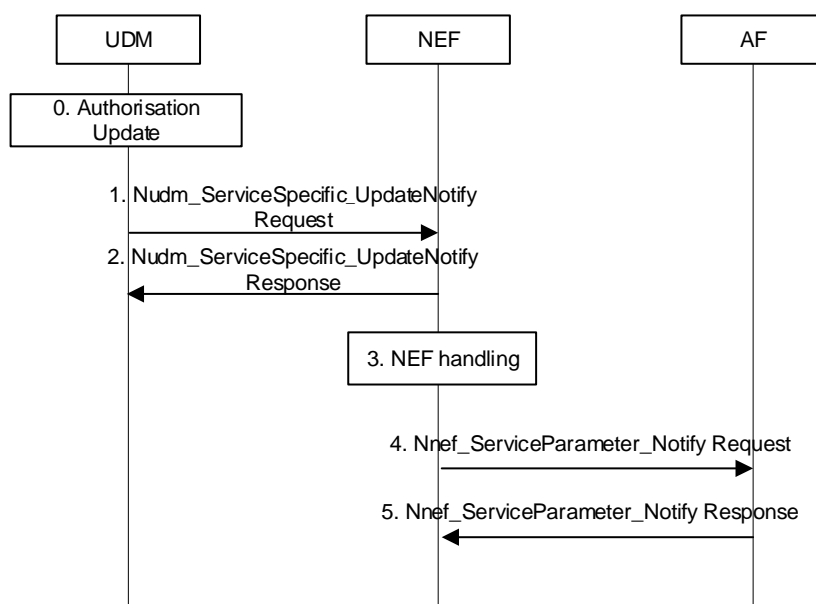 UDM
NEF
AF
0. Authorisation
Update
1. Nudm_ServiceSpecific_UpdateNotify
Request
2. Nudm_ServiceSpecific_UpdateNotify
Response
3. NEF handling
4. Nnef_ServiceParameter_Notify Request
5. Nnef_ServiceParameter_Notify Response